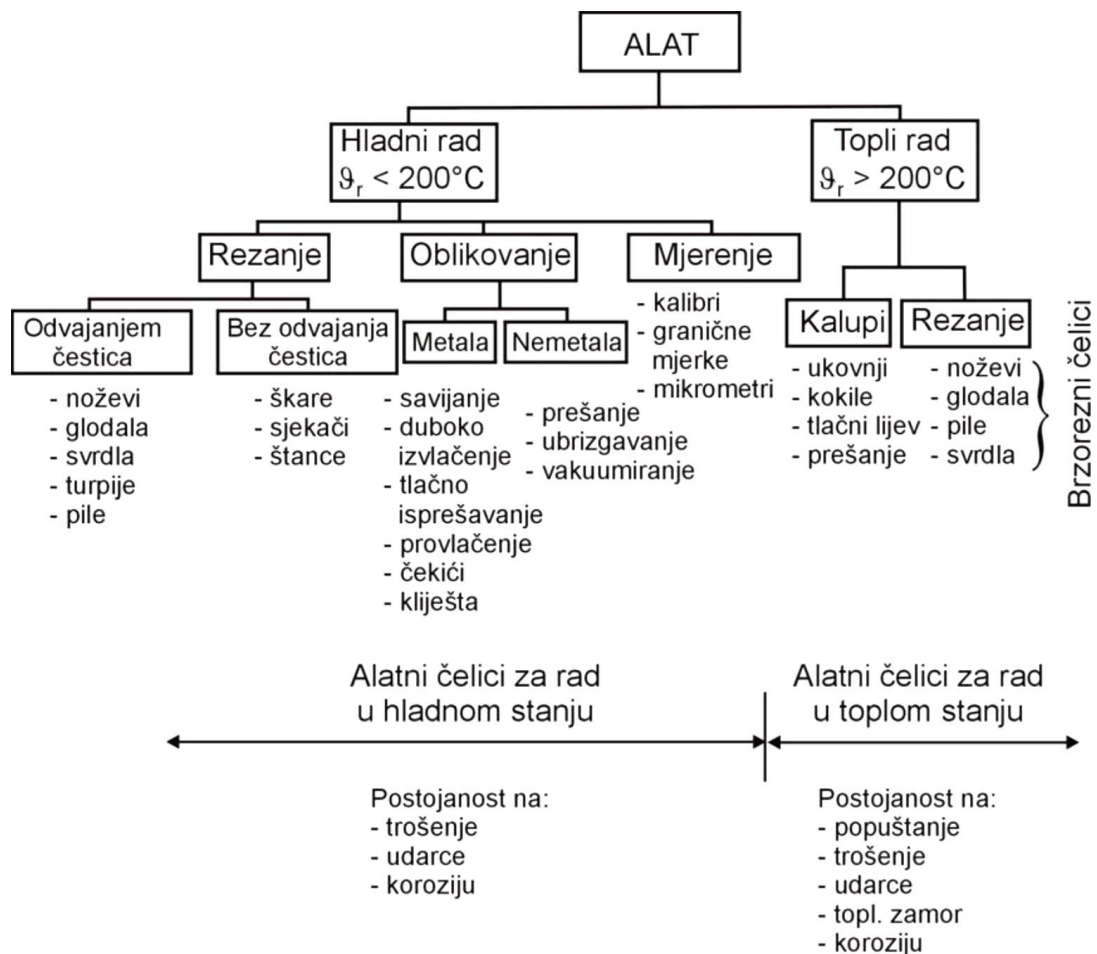 ALAT
Hladni rad
ϑr < 200°C
Topli rad
ϑr > 200°C
Rezanje
Oblikovanje
Mjerenje
- kalibri
- granične
mjerke
- mikrometri
Odvajanjem
čestica
- noževi
- glodala
- svrdla
- turpije
- pile
Bez odvajanja
čestica
- škare
- sjekači
- štance
Metala
- savijanje
- duboko
izvlačenje
- tlačno
isprešavanje
- provlačenje
- čekići
- kliješta
Nemetala
- prešanje
- ubrizgavanje
- vakuumiranje
Kalupi
- ukovnji
- kokile
- tlačni lijev
- prešanje
Rezanje
- noževi
- glodala
- pile
- svrdla
Brzorezni čelici
Alatni čelici za rad
u hladnom stanju
Alatni čelici za rad
u toplom stanju
Postojanost na:
- trošenje
- udarce
- koroziju
Postojanost na:
- popuštanje
- trošenje
- udarce
- topl. zamor
- koroziju